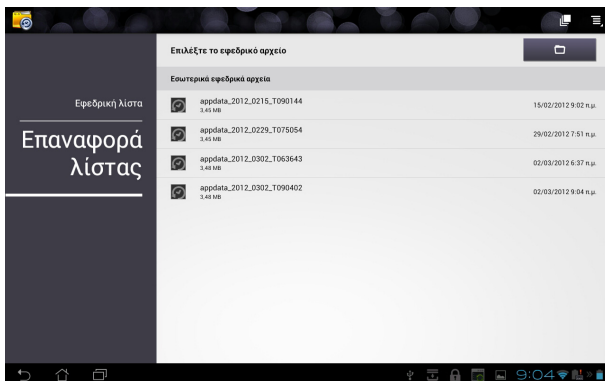 Επιλέξτε το εφεδρικό αρχείο
Εσωτερικά εφεδρικά αρχεία
Εφεδρική λίστα
Επαναφορά
λίστας
appdata_2012_0215_T090144
3,45 MB
15/02/2012 9:02 π.μ.
appdata_2012_0229_T075054
3,45 MB
29/02/2012 7:51 π.μ.
appdata_2012_0302_T063643
3,48 MB
02/03/2012 6:37 π.μ.
appdata_2012_0302_T090402
3,48 MB
02/03/2012 9:04 π.μ.
9:04